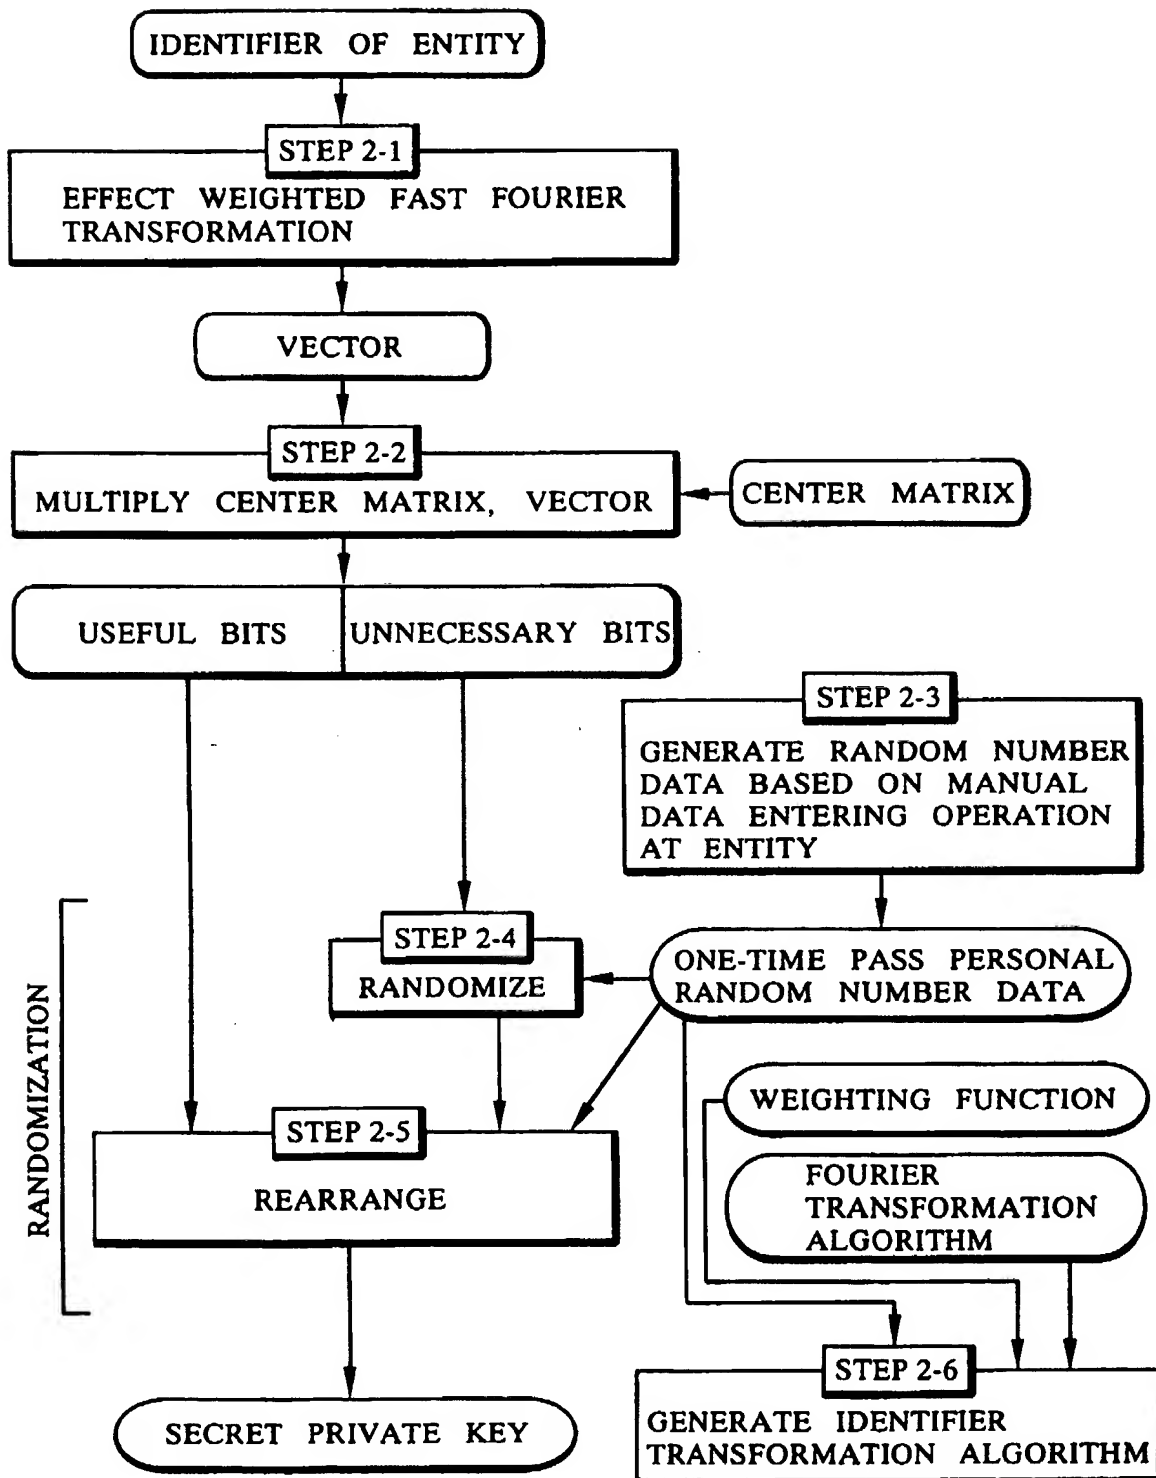 IDENTIFIER OF ENTITY
STEP 2-1
EFFECT WEIGHTED FAST FOURIER
TRANSFORMATION
VECTOR
STEP 2-2
MULTIPLY CENTER MATRIX, VECTOR
CENTER MATRIX
USEFUL BITS
UNNECESSARY BITS
STEP 2-3
GENERATE RANDOM NUMBER
DATA BASED ON MANUAL
DATA ENTERING OPERATION
AT ENTITY
STEP 2-4
RANDOMIZE
ONE-TIME PASS PERSONAL
RANDOM NUMBER DATA
RANDOMIZATION
WEIGHTING FUNCTION
STEP 2-5
REARRANGE
FOURIER
TRANSFORMATION
ALGORITHM
STEP 2-6
GENERATE IDENTIFIER
TRANSFORMATION ALGORITHM
SECRET PRIVATE KEY